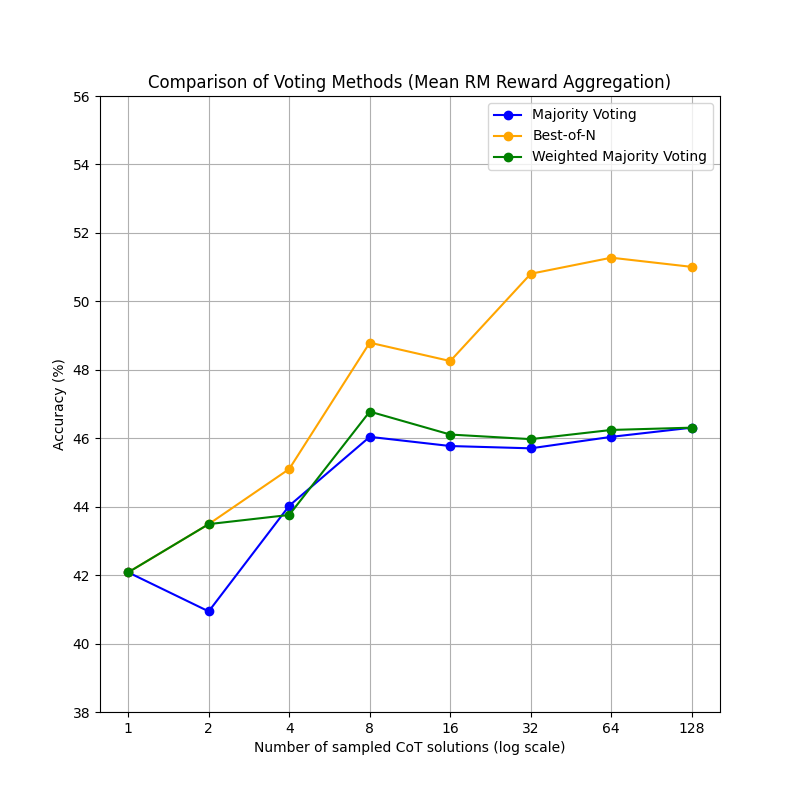 Comparison of Voting Methods (Mean RM Reward Aggregation)
Majority Voting
Best-of-N
Weighted Majority Voting
Accuracy (%)
56
54
52
50
48
46
44
42
40
38
1 2 4 8 16 32 64 128
Number of sampled CoT solutions (log scale)